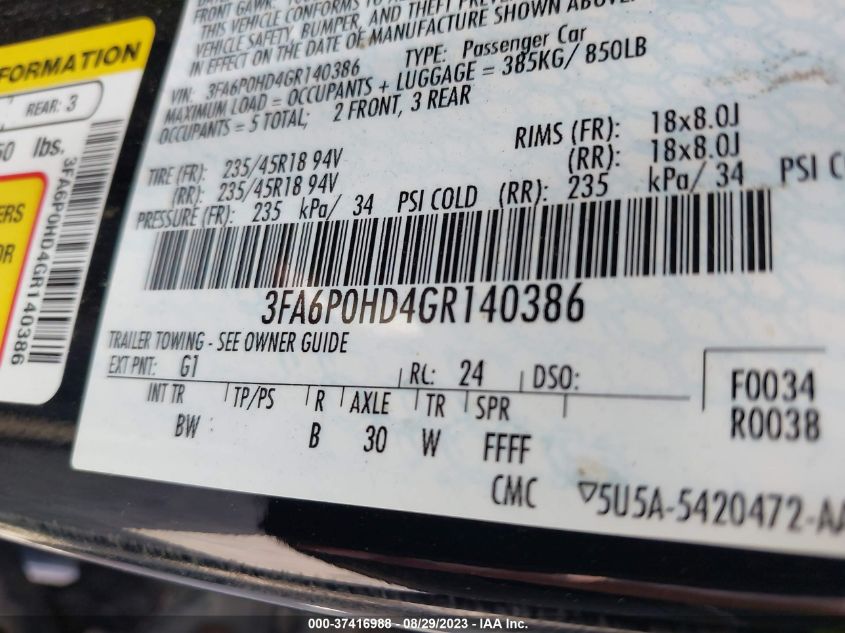 FRONT GAWR:
THIS VEHICLE CONFORMS TO
VEHICLE SAFETY, BUMPER, AND THEFT
IN EFFECT ON THE DATE OF MANUFACTURE SHOWN ABOVE.
VIN: 3FA6P0HD4GR140386 TYPE: Passenger Car
MAXIMUM LOAD = OCCUPANTS + LUGGAGE = 385KG/ 850LB
OCCUPANTS = 5 TOTAL; 2 FRONT, 3 REAR
RIMS (FR): 18x8.0J
TIRE (FR): 235/45R18 94V (RR): 18x8.0J
(RR): 235/45R18 94V
PRESSURE (FR): 235 kPa/ 34 PSI COLD (RR): 235 kPa/ 34 PSI
3FA6P0HD4GR140386
TRAILER TOWING - SEE OWNER GUIDE
EXT PNT: G1 RC: 24 DSO:
INT TR TP/PS R AXLE TR SPR
BW B 30 W FFFF
F0034
R0038
CMC ▽5U5A-5420472-AA
FORMATION
REAR: 3
lbs.
3FA6P0HD4GR140386
000-37416988 - 08/29/2023 - IAA Inc.